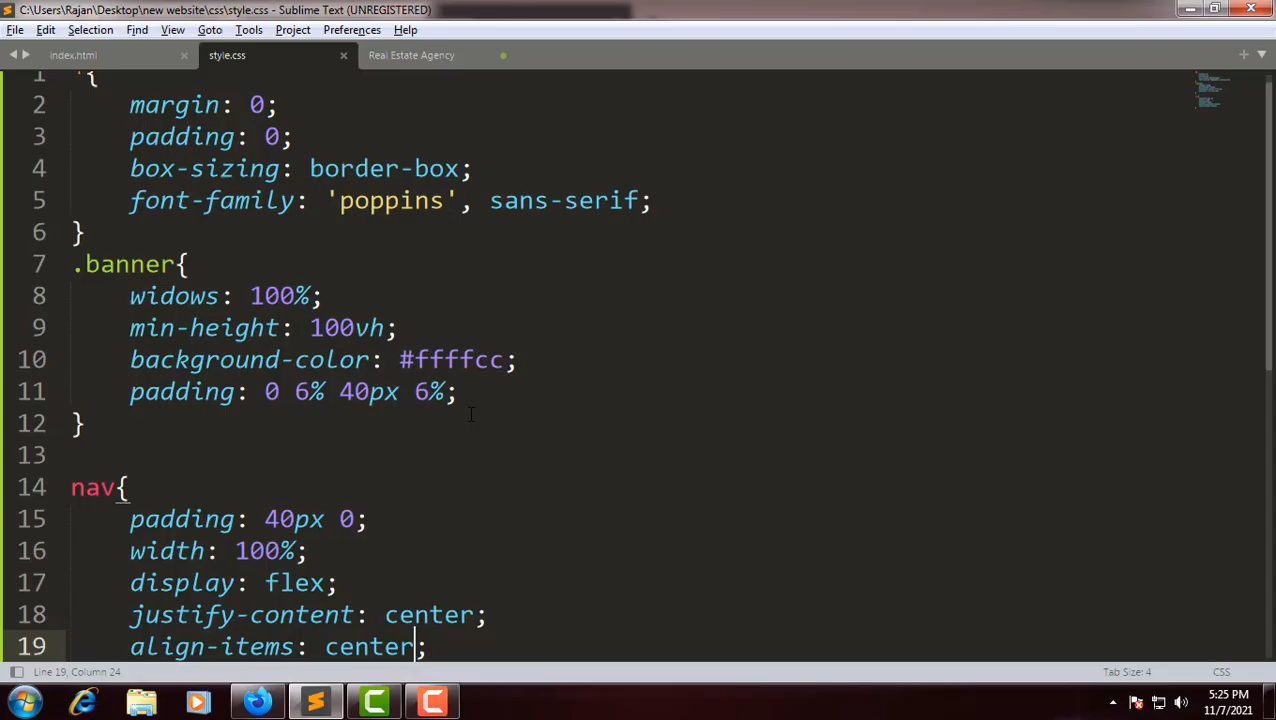 C:\Users\Rajan\Desktop\new website\css\style.css - Sublime Text (UNREGISTERED)
File Edit Selection Find View Goto Tools Project Preferences Help
index.html style.css Real Estate Agency
1 *{
2 margin: 0;
3 padding: 0;
4 box-sizing: border-box;
5 font-family: 'poppins', sans-serif;
6 }
7 .banner{
8 widows: 100%;
9 min-height: 100vh;
10 background-color: #ffffcc;
11 padding: 0 6% 40px 6%;
12 }
13
14 nav{
15 padding: 40px 0;
16 width: 100%;
17 display: flex;
18 justify-content: center;
19 align-items: center;
Line 19, Column 24 Tab Size: 4 CSS
5:25 PM
11/7/2021